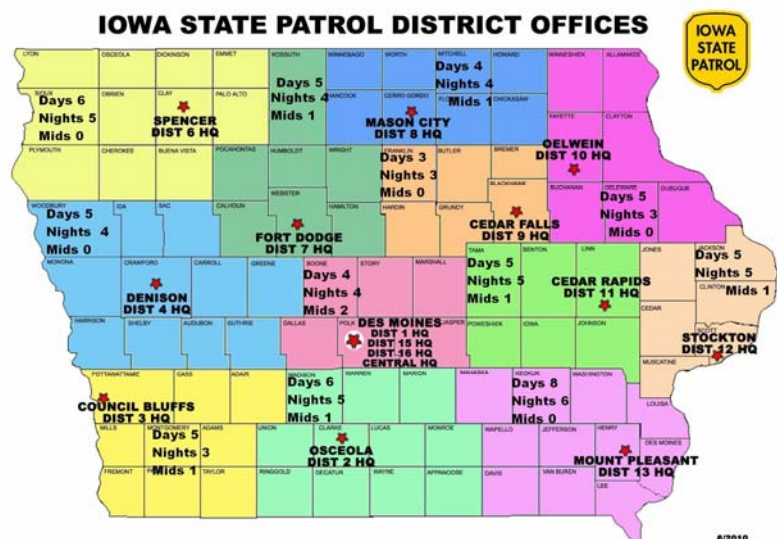 IOWA STATE PATROL DISTRICT OFFICES
IOWA
STATE
PATROL
LYON
OSCEOLA
DICKINSON
EMMET
KOSSUTH
WINNEBAGO
WORTH
MITCHELL
HOWARD
WINNESHIEK
ALLAMAKEE
SIOUX
OBRIEN
CLAY
PALO ALTO
HANCOCK
CERRO GORDO
CHICKASAW
FAYETTE
CLAYTON
Days 6
Nights 5
Mids 0
SPENCER
DIST 6 HQ
Days 5
Nights 4
Mids 1
Days 4
Nights 4
Mids 1
MASON CITY
DIST 8 HQ
OELWEIN
DIST 10 HQ
PLYMOUTH
CHEROKEE
BUENA VISTA
POCAHONTAS
HUMBOLDT
WRIGHT
FRANKLIN
BUTLER
BREMER
Days 3
Nights 3
Mids 0
WOODBURY
IDA
SAC
CALHOUN
WEBSTER
HAMILTON
HARDIN
GRUNDY
BLACKHAWK
BUCHANAN
DELEWARE
DUBUQUE
Days 5
Nights 4
Mids 0
FORT DODGE
DIST 7 HQ
CEDAR FALLS
DIST 9 HQ
Days 5
Nights 3
Mids 0
MONONA
CRAWFORD
CARROLL
GREENE
BOONE
STORY
MARSHALL
TAMA
BENTON
LINN
JONES
JACKSON
DENISON
DIST 4 HQ
Days 4
Nights 4
Mids 2
Days 5
Nights 5
Mids 1
CEDAR RAPIDS
DIST 11 HQ
Days 5
Nights 5
Mids 1
CLINTON
CEDAR
HARRISON
SHELBY
AUDUBON
GUTHRIE
DALLAS
POLK
JASPER
POWESHIEK
IOWA
JOHNSON
SCOTT
MUSCATINE
DES MOINES
DIST 1 HQ
DIST 15 HQ
DIST 16 HQ
CENTRAL HQ
STOCKTON
DIST 12 HQ
POTTAWATTAMIE
CASS
ADAIR
MADISON
WARREN
MARION
MAHASKA
KEOKUK
WASHINGTON
LOUISA
COUNCIL BLUFFS
DIST 3 HQ
Days 6
Nights 5
Mids 1
Days 8
Nights 6
Mids 0
MILLS
MONTGOMERY
ADAMS
UNION
CLARKE
LUCAS
MONROE
WAPELLO
JEFFERSON
HENRY
DES MOINES
Days 5
Nights 3
Mids 1
OSCEOLA
DIST 2 HQ
MOUNT PLEASANT
DIST 13 HQ
FREMONT
TAYLOR
RINGGOLD
DECATUR
WAYNE
APPANOOSE
DAVIS
VAN BUREN
LEE
6/2010